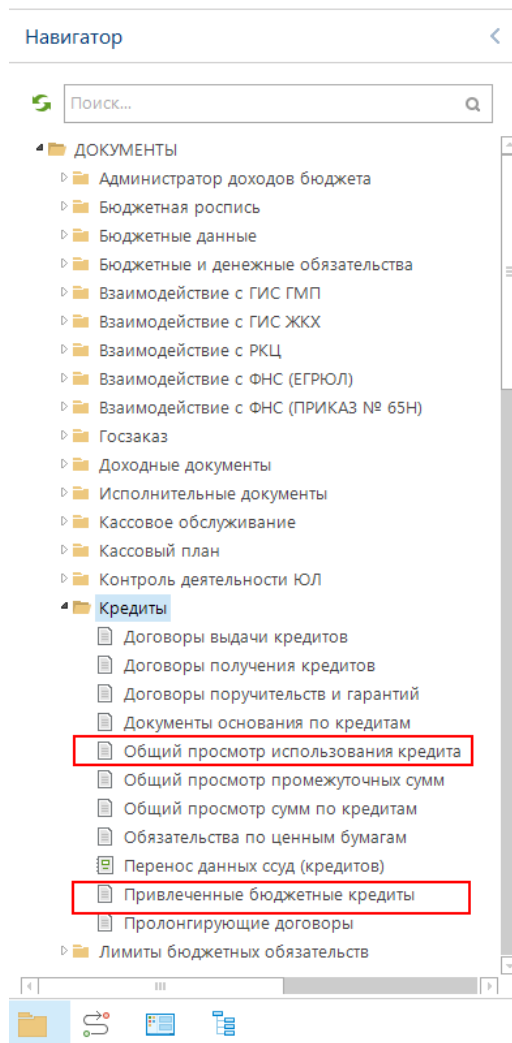 Навигатор
Поиск...
ДОКУМЕНТЫ
Администратор доходов бюджета
Бюджетная роспись
Бюджетные данные
Бюджетные и денежные обязательства
Взаимодействие с ГИС ГМП
Взаимодействие с ГИС ЖКХ
Взаимодействие с РКЦ
Взаимодействие с ФНС (ЕГРЮЛ)
Взаимодействие с ФНС (ПРИКАЗ № 65Н)
Госзаказ
Доходные документы
Исполнительные документы
Кассовое обслуживание
Кассовый план
Контроль деятельности ЮЛ
Кредиты
Договоры выдачи кредитов
Договоры получения кредитов
Договоры поручительств и гарантий
Документы основания по кредитам
Общий просмотр использования кредита
Общий просмотр промежуточных сумм
Общий просмотр сумм по кредитам
Обязательства по ценным бумагам
Перенос данных ссуд (кредитов)
Привлеченные бюджетные кредиты
Пролонгирующие договоры
Лимиты бюджетных обязательств